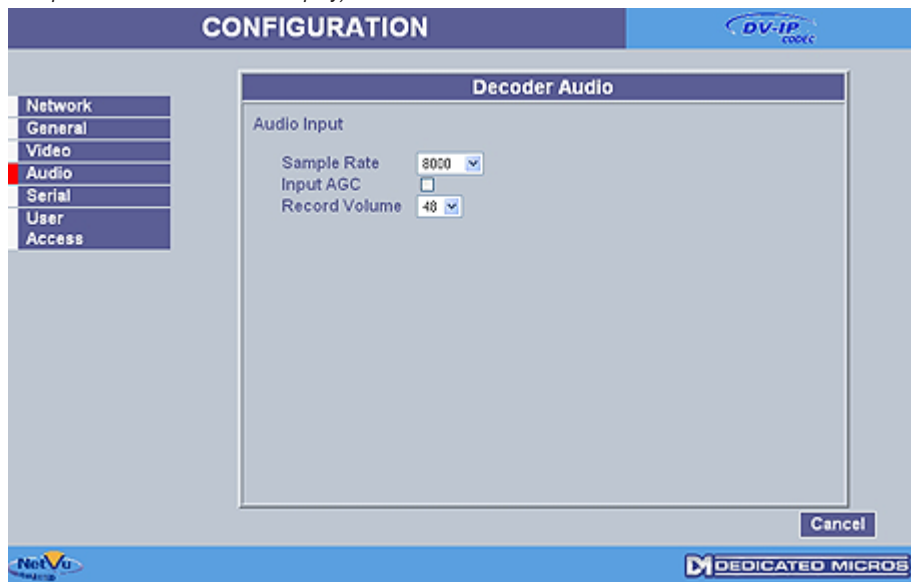 CONFIGURATION
DV-IP
codec
Decoder Audio
Network
General
Video
Audio
Serial
User
Access
Audio Input
Sample Rate 8000
Input AGC
Record Volume 48
Cancel
NetVu
DEDICATED MICROS